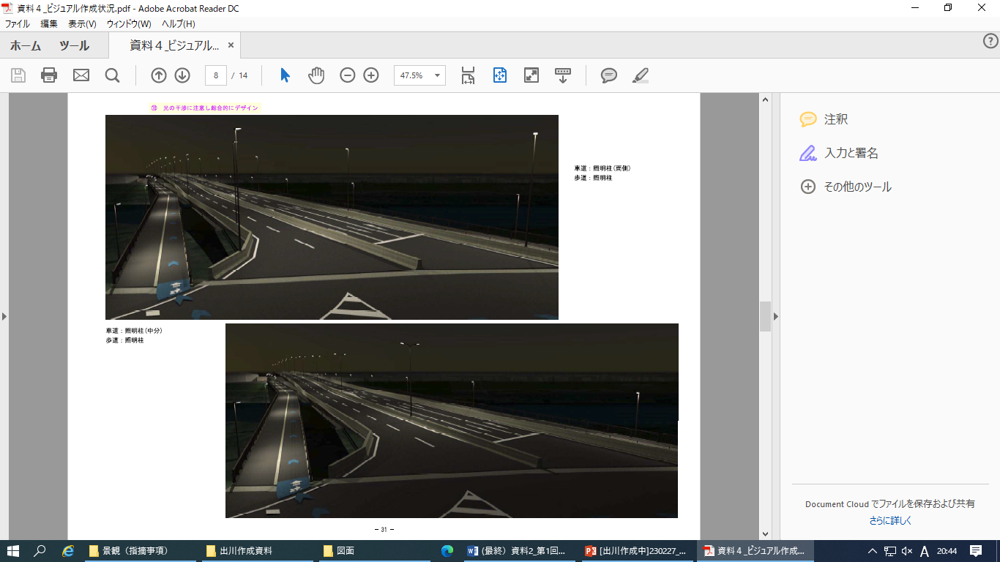 資料４_ビジュアル作成状況.pdf - Adobe Acrobat Reader DC
ファイル 編集 表示(V) ウィンドウ(W) ヘルプ(H)
ホーム ツール 資料４_ビジュアル... ×
8 / 14 47.5%
⑱ 光の干渉に注意し総合的にデザイン
車道：照明柱(両側)
歩道：照明柱
車道：照明柱(中分)
歩道：照明柱
－ 31 －
注釈
入力と署名
その他のツール
Document Cloud でファイルを保存および共有
さらに詳しく
景観（指摘事項） 出川作成資料 図面 (最終）資料2_第1回... [出川作成中]230227_... 資料４_ビジュアル作成... A 20:44